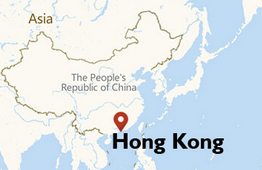 Asia
The People's
Republic of China
Hong Kong